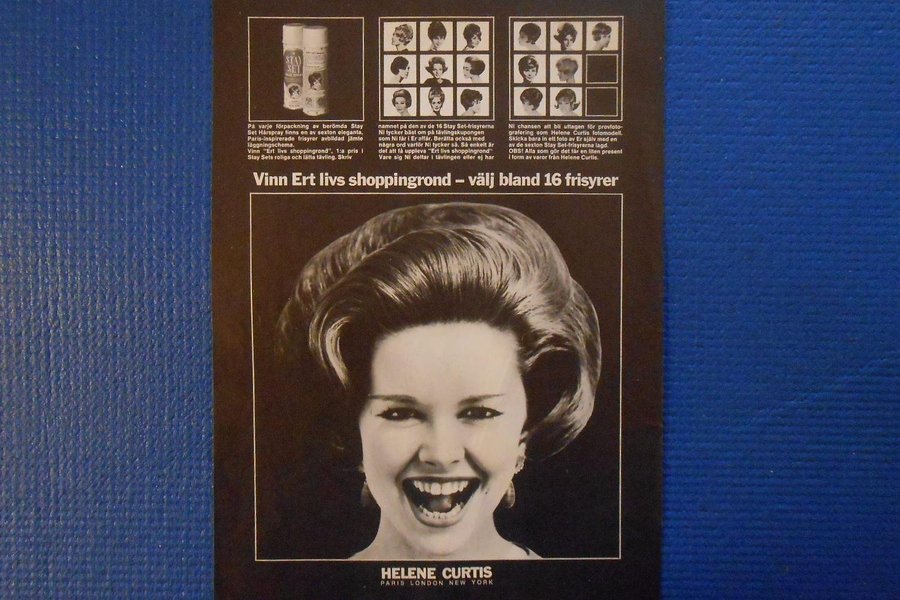 STAY
SET
På varje förpackning av berömda Stay
Set Hårspray finns en av sexton eleganta,
Paris-inspirerade frisyrer avbildad jämte
läggningsschema.
Vinn "Ert livs shoppingrond", 1:a pris i
Stay Sets roliga och lätta tävling. Skriv
namnet på den av de 16 Stay Set-frisyrerna
Ni tycker bäst om på tävlingskupongen
som Ni får i Er affär. Berätta också med
några ord varför Ni tycker så. Så enkelt är
det att få uppleva "Ert livs shoppingrond"
Vare sig Ni deltar i tävlingen eller ej har
Ni chansen att bli uttagen för provfoto-
grafering som Helene Curtis fotomodell.
Skicka bara in ett foto av Er själv med en
av de sexton Stay Set-frisyrerna lagd.
OBS! Alla som gör det får en liten present
i form av varor från Helene Curtis.
Vinn Ert livs shoppingrond – välj bland 16 frisyrer
HELENE CURTIS
PARIS LONDON NEW YORK